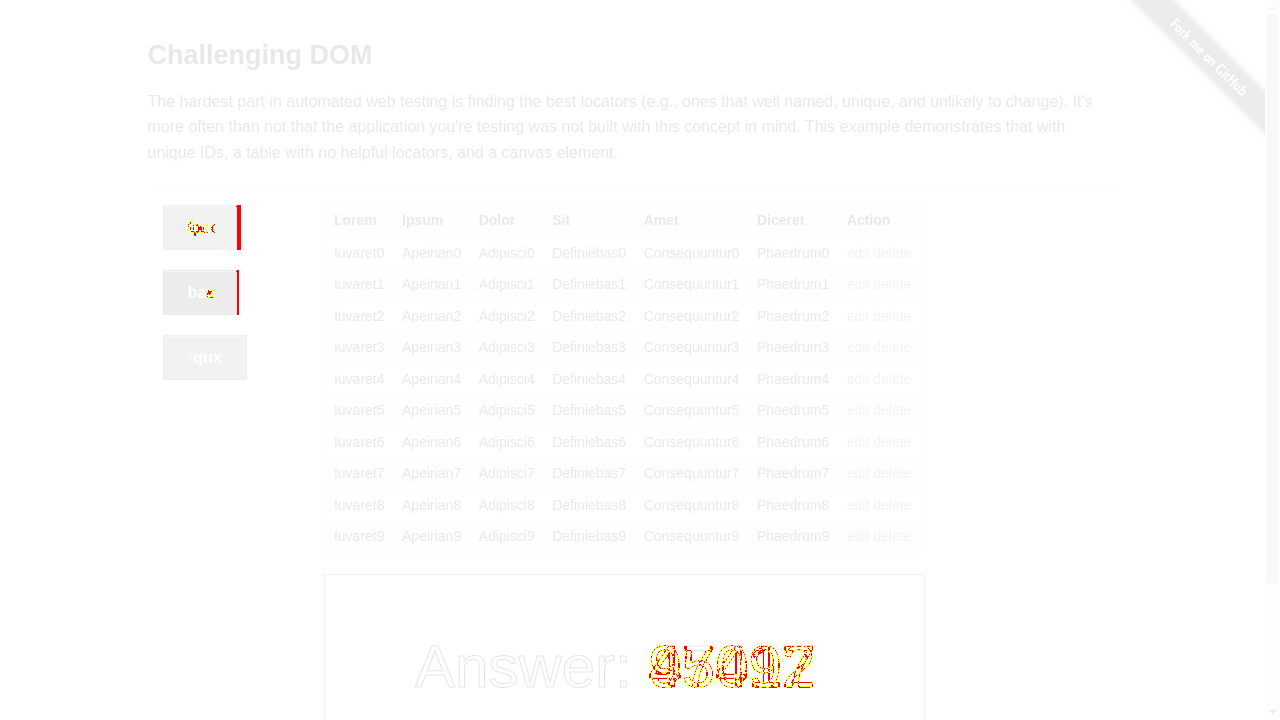 Fork me on GitHub
Challenging DOM
The hardest part in automated web testing is finding the best locators (e.g., ones that well named, unique, and unlikely to change). It's
more often than not that the application you're testing was not built with this concept in mind. This example demonstrates that with
unique IDs, a table with no helpful locators, and a canvas element.
qux
Lorem Ipsum Dolor Sit Amet Diceret Action
Iuvaret0 Apeirian0 Adipisci0 Definiebas0 Consequuntur0 Phaedrum0 edit delete
Iuvaret1 Apeirian1 Adipisci1 Definiebas1 Consequuntur1 Phaedrum1 edit delete
Iuvaret2 Apeirian2 Adipisci2 Definiebas2 Consequuntur2 Phaedrum2 edit delete
Iuvaret3 Apeirian3 Adipisci3 Definiebas3 Consequuntur3 Phaedrum3 edit delete
Iuvaret4 Apeirian4 Adipisci4 Definiebas4 Consequuntur4 Phaedrum4 edit delete
Iuvaret5 Apeirian5 Adipisci5 Definiebas5 Consequuntur5 Phaedrum5 edit delete
Iuvaret6 Apeirian6 Adipisci6 Definiebas6 Consequuntur6 Phaedrum6 edit delete
Iuvaret7 Apeirian7 Adipisci7 Definiebas7 Consequuntur7 Phaedrum7 edit delete
Iuvaret8 Apeirian8 Adipisci8 Definiebas8 Consequuntur8 Phaedrum8 edit delete
Iuvaret9 Apeirian9 Adipisci9 Definiebas9 Consequuntur9 Phaedrum9 edit delete
Answer: